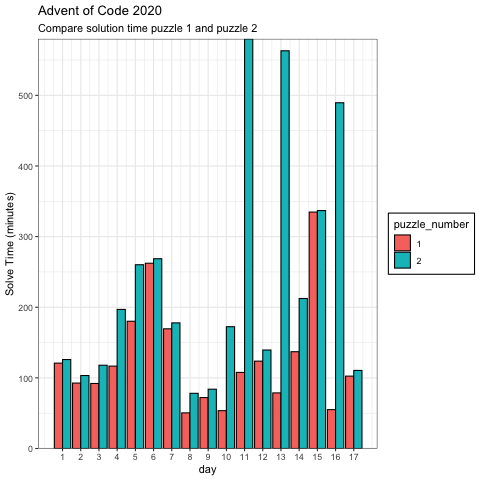 Advent of Code 2020
Compare solution time puzzle 1 and puzzle 2
Solve Time (minutes)
500
400
300
200
100
0
1 2 3 4 5 6 7 8 9 10 11 12 13 14 15 16 17
day
puzzle_number
1
2